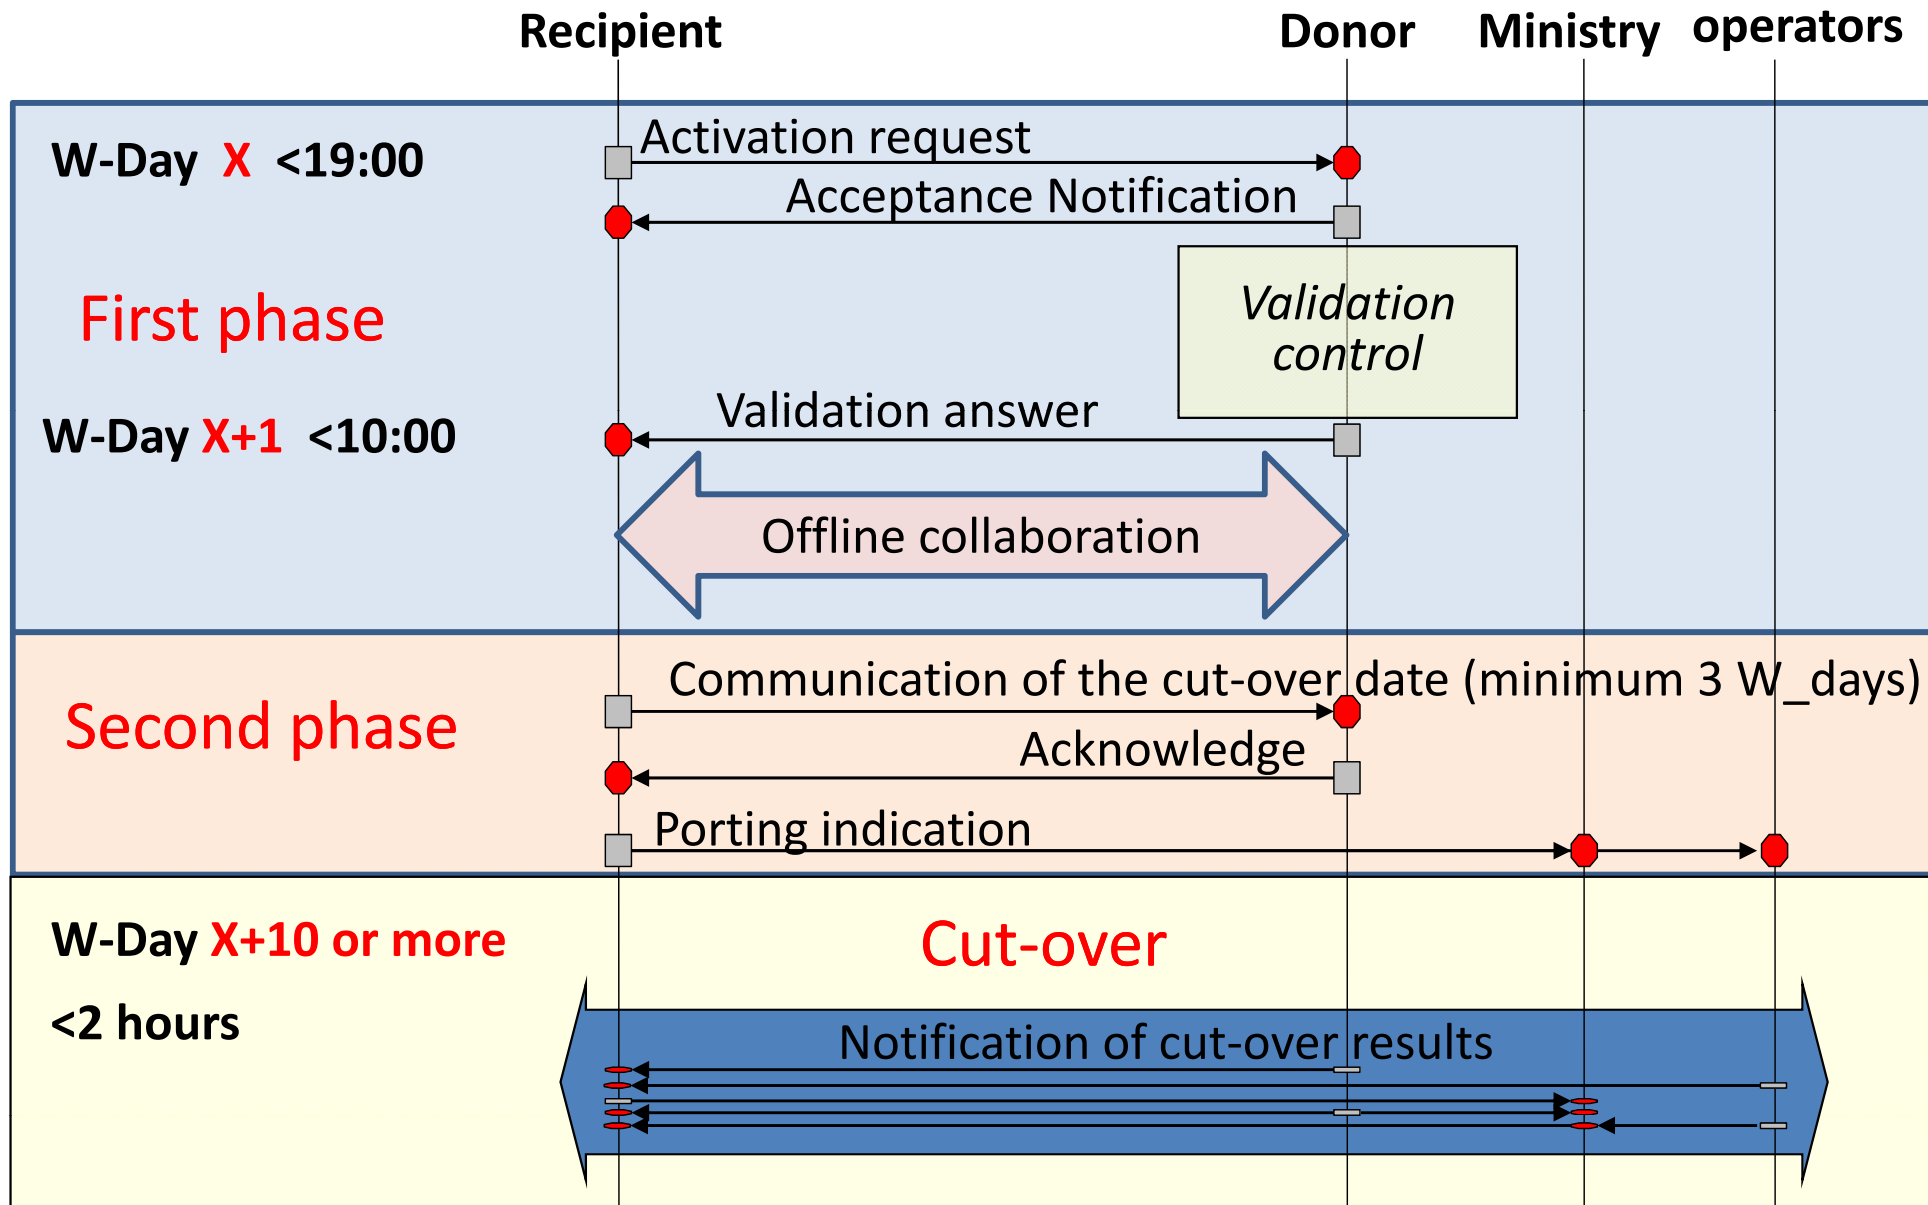 Recipient Donor Ministry operators
W-Day X <19:00
Activation request
Acceptance Notification
First phase
Validation
control
W-Day X+1 <10:00
Validation answer
Offline collaboration
Communication of the cut-over date (minimum 3 W_days)
Second phase
Acknowledge
Porting indication
W-Day X+10 or more
Cut-over
<2 hours
Notification of cut-over results